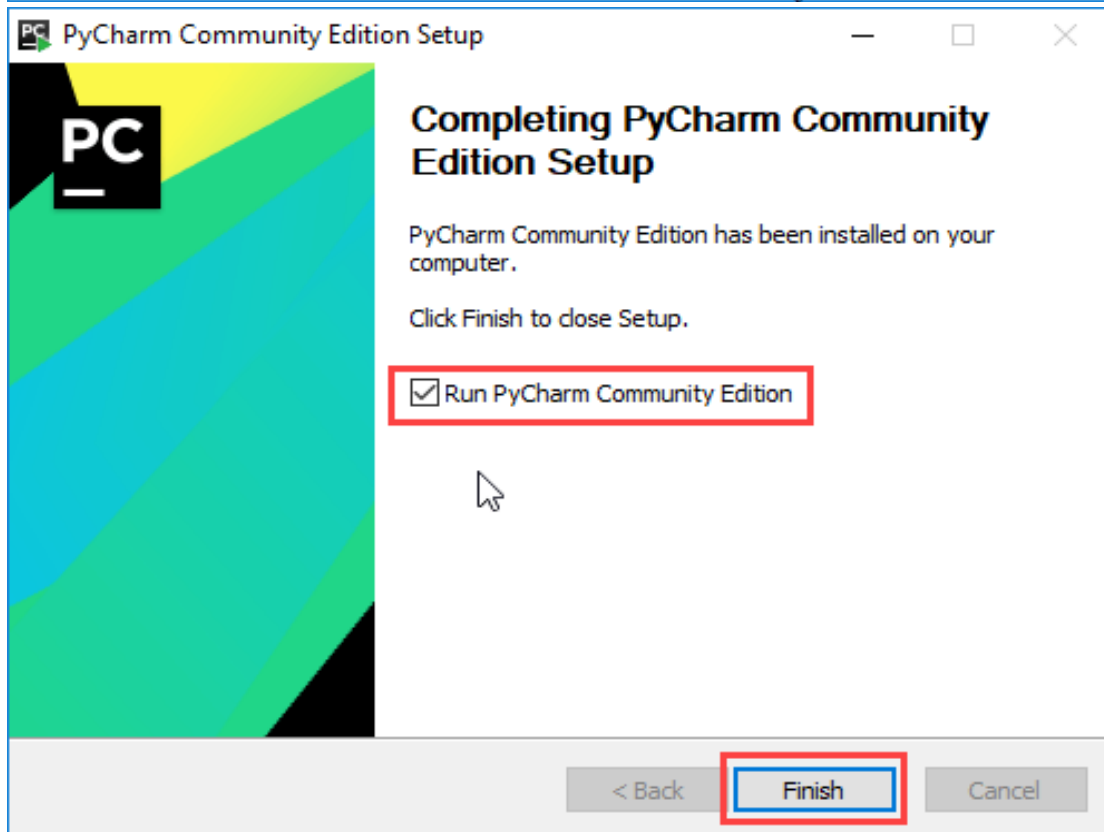 PyCharm Community Edition Setup
PC
Completing PyCharm Community
Edition Setup
PyCharm Community Edition has been installed on your
computer.
Click Finish to close Setup.
Run PyCharm Community Edition
< Back Finish Cancel